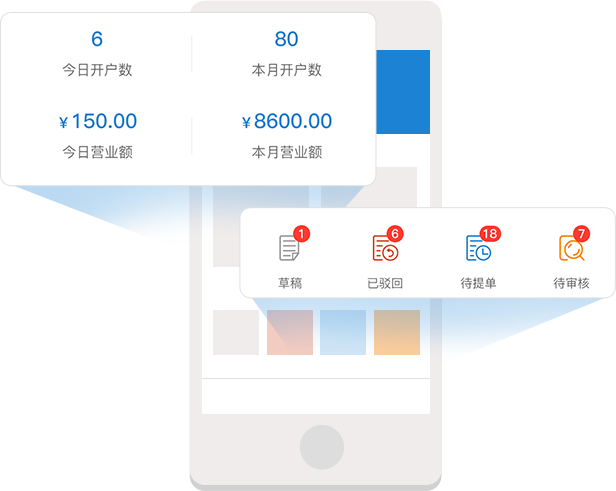 6 80
今日开户数 本月开户数
¥150.00 ¥8600.00
今日营业额 本月营业额
1 6 18 7
草稿 已驳回 待提单 待审核